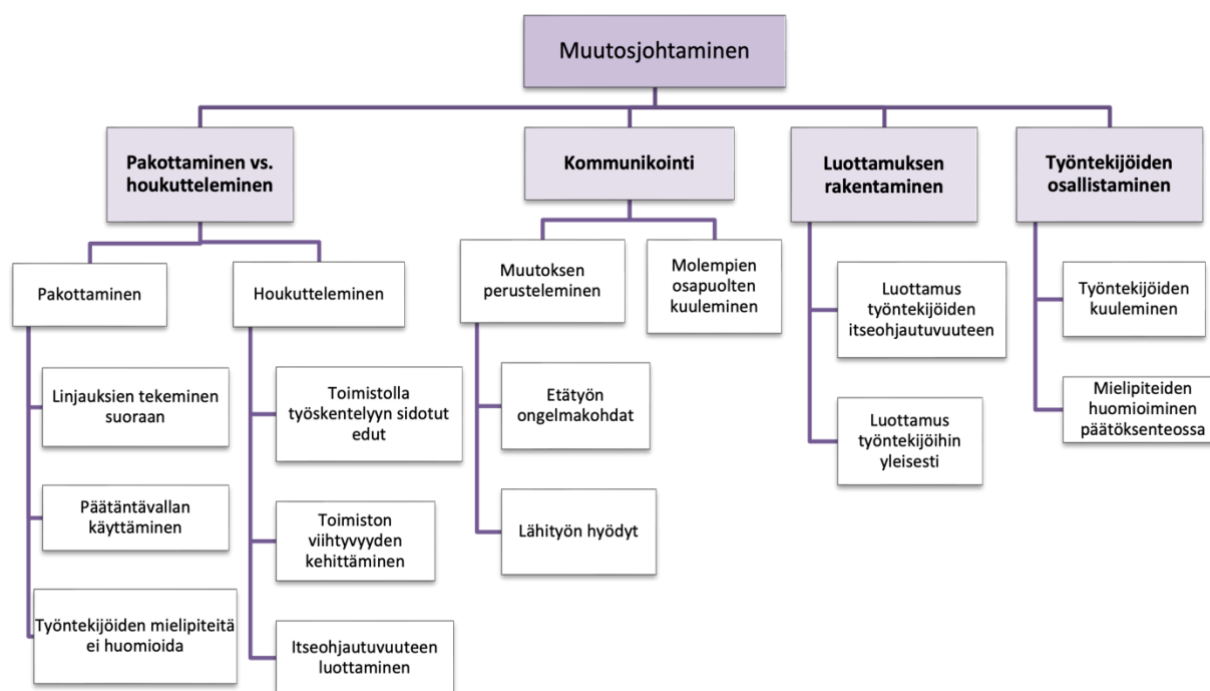 Muutosjohtaminen
Pakottaminen vs.
houkutteleminen
Kommunikointi
Luottamuksen
rakentaminen
Työntekijöiden
osallistaminen
Pakottaminen
Houkutteleminen
Muutoksen
perusteleminen
Molempien
osapuolten
kuuleminen
Luottamus
työntekijöiden
itseohjautuvuuteen
Työntekijöiden
kuuleminen
Linjauksien tekeminen
suoraan
Toimistolla
työskentelyyn sidotut
edut
Etätyön
ongelmakohdat
Luottamus
työntekijöihin
yleisesti
Mielipiteiden
huomioiminen
päätöksenteossa
Päätäntävallan
käyttäminen
Toimiston
viihtyvyyden
kehittäminen
Lähityön hyödyt
Työntekijöiden mielipiteitä
ei huomioida
Itseohjautuvuuteen
luottaminen